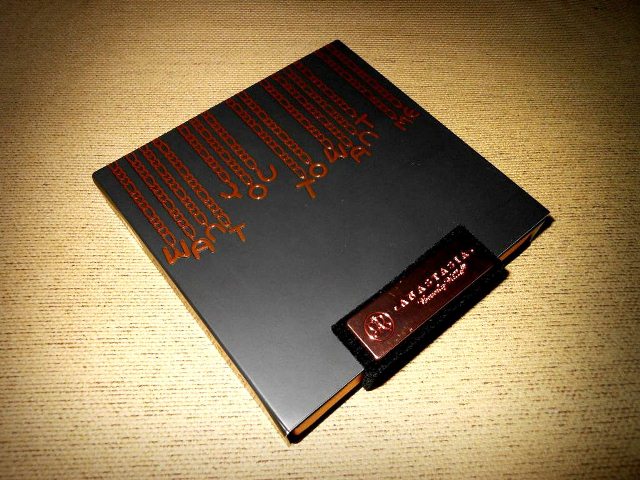 WANT YOU TO WANT ME
·ANASTASIA·
Beverly Hills